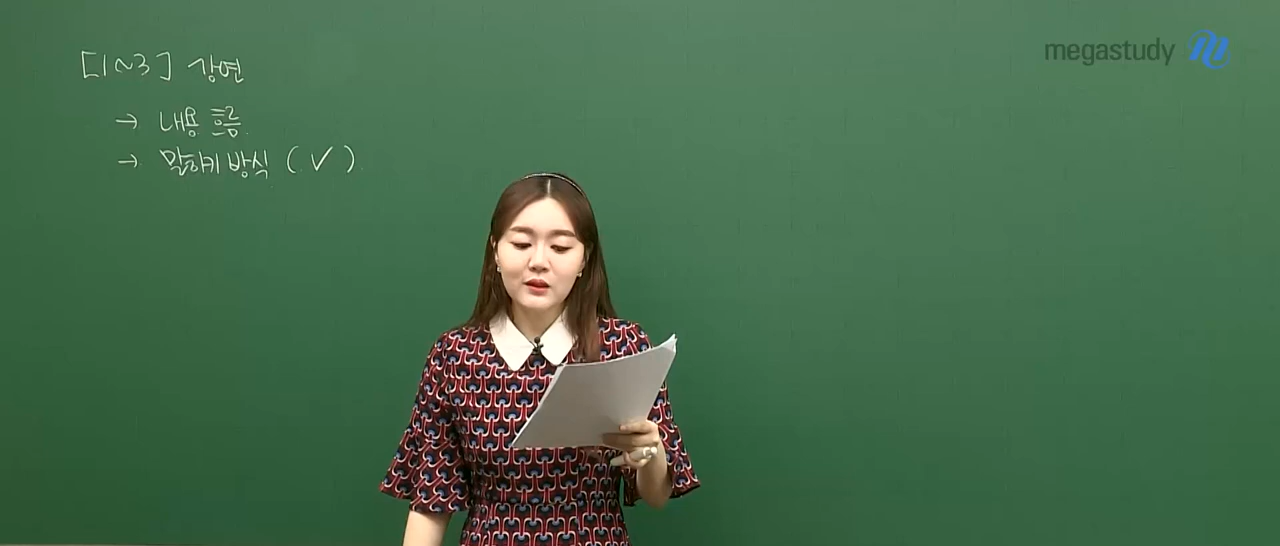 [1~3] 강연
→ 내용 흐름
→ 말하기 방식 (✓)
megastudy